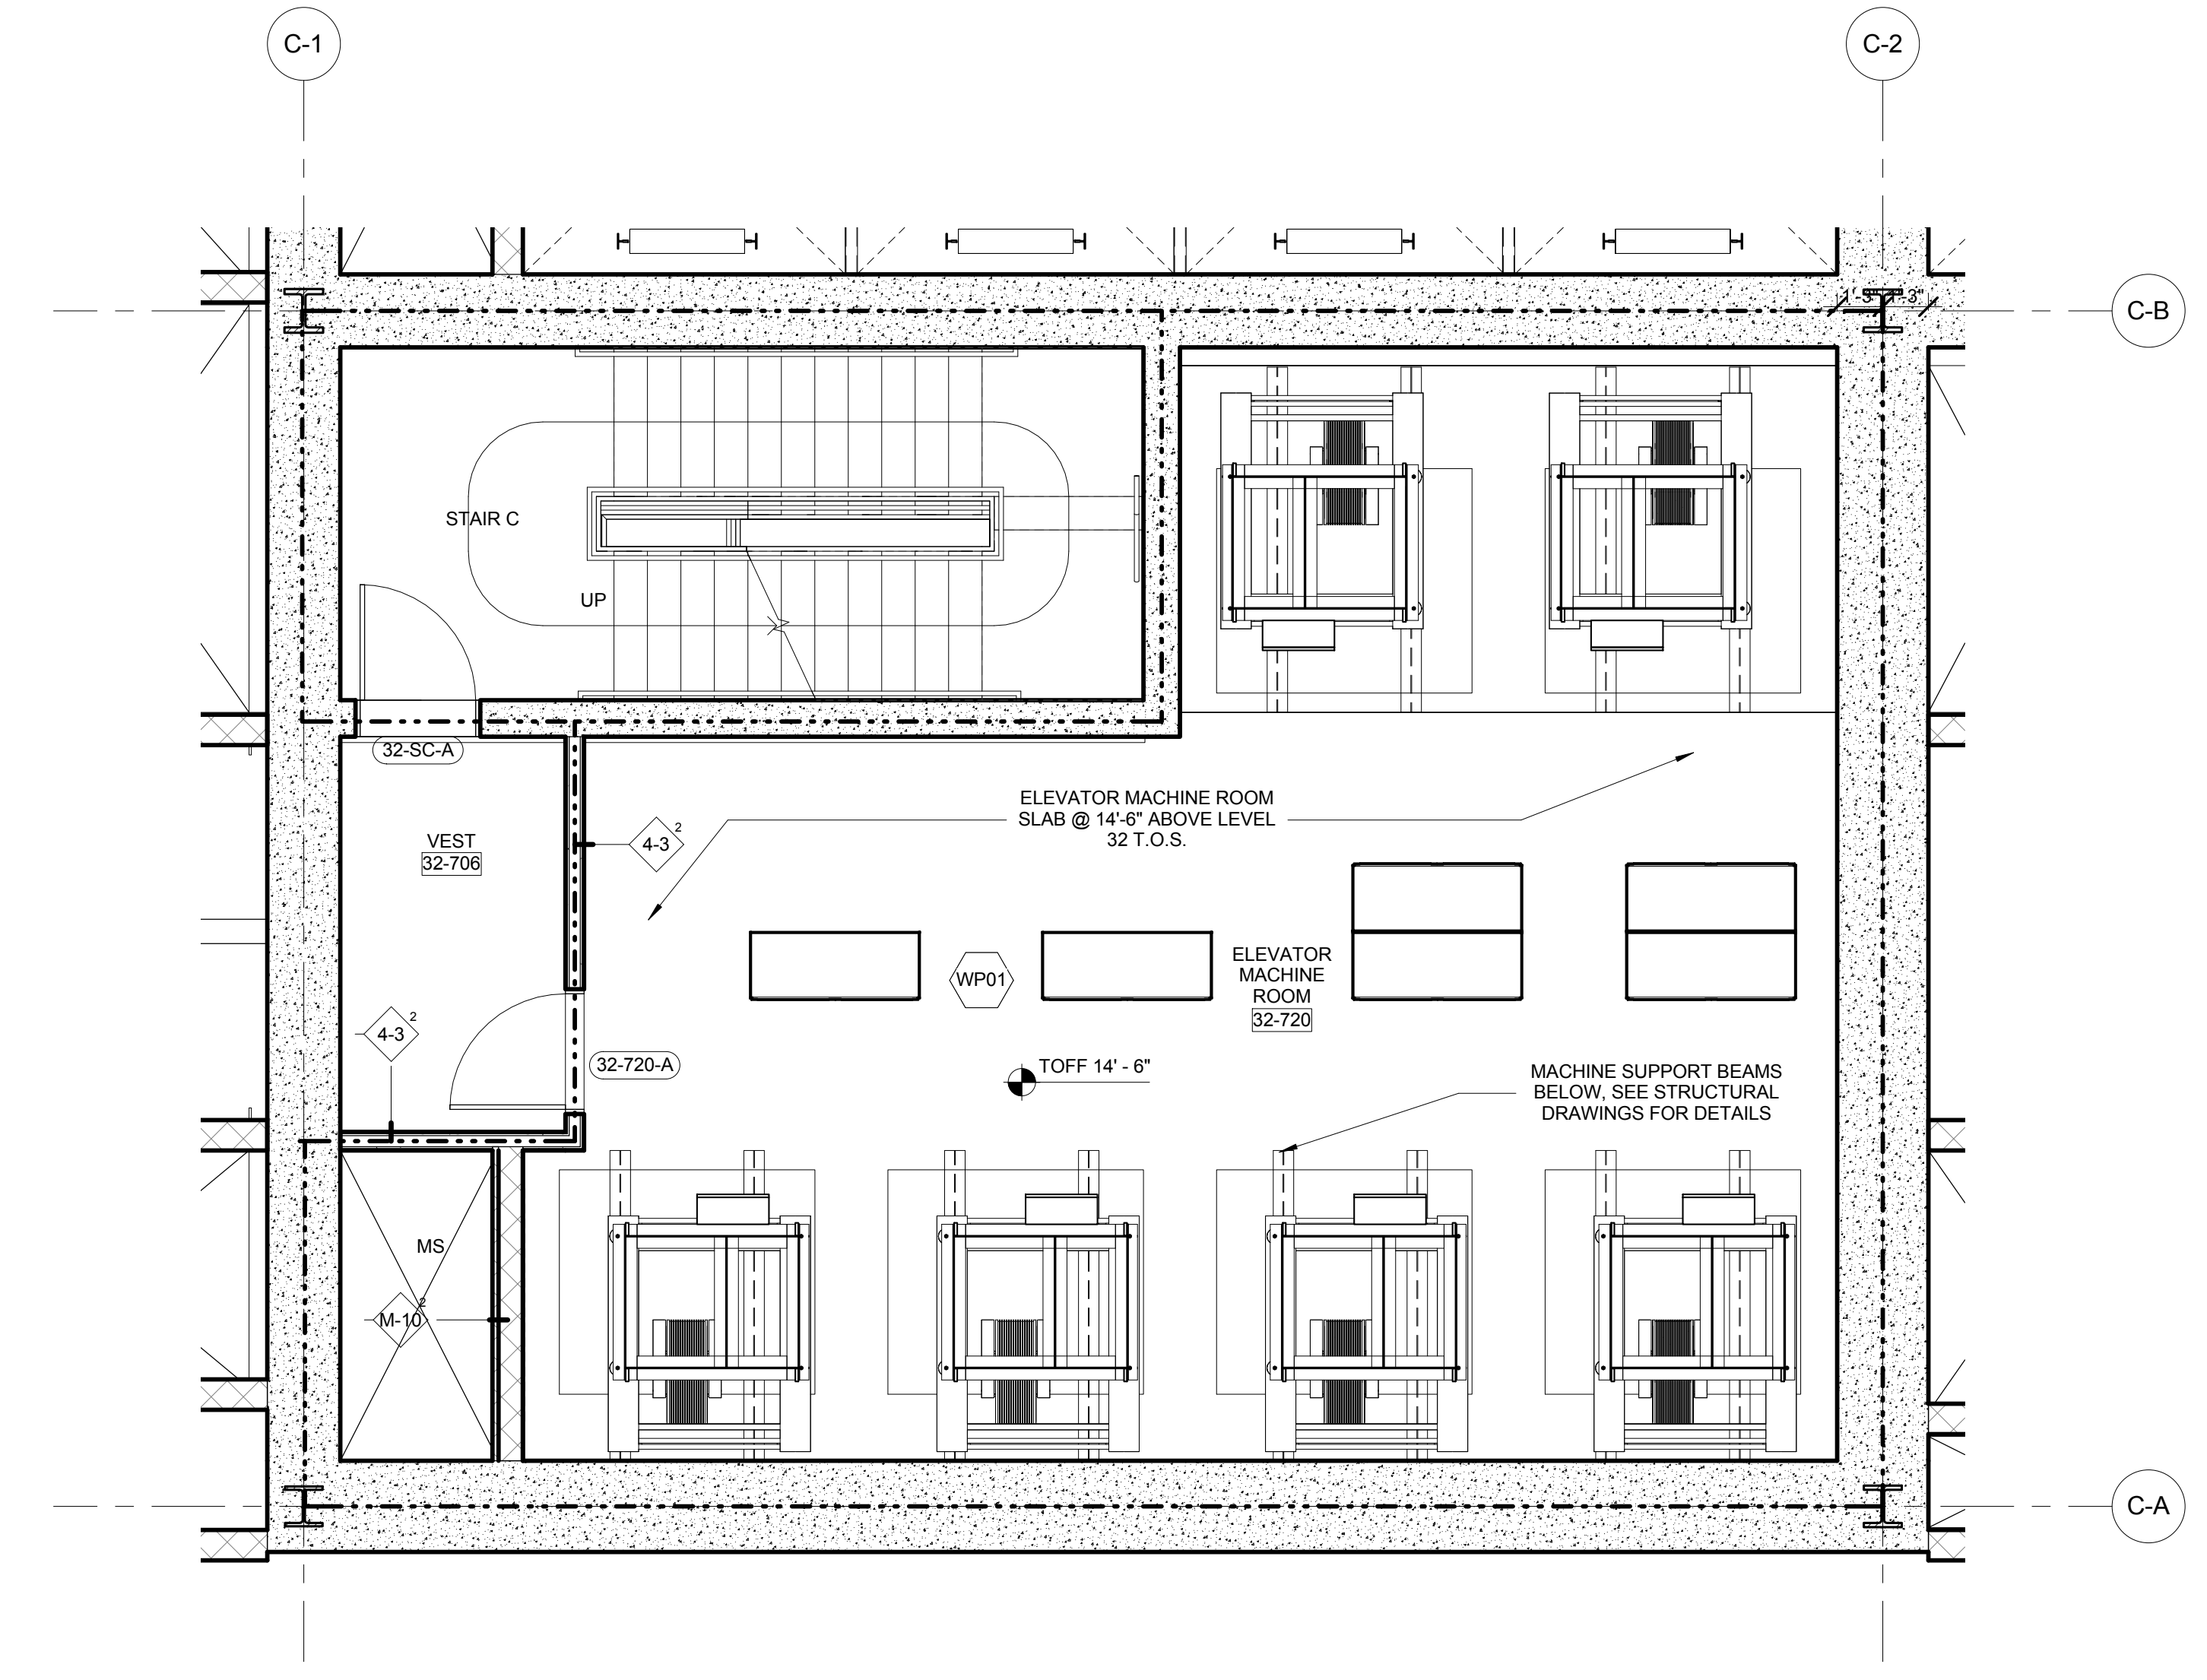 C-1
C-2
1'-3"
1'-3"
C-B
STAIR C
UP
32-SC-A
ELEVATOR MACHINE ROOM
SLAB @ 14'-6" ABOVE LEVEL
32 T.O.S.
VEST
32-706
2
4-3
ELEVATOR
MACHINE
ROOM
32-720
WP01
2
4-3
32-720-A
TOFF 14' - 6"
MACHINE SUPPORT BEAMS
BELOW, SEE STRUCTURAL
DRAWINGS FOR DETAILS
MS
2
M-10
C-A